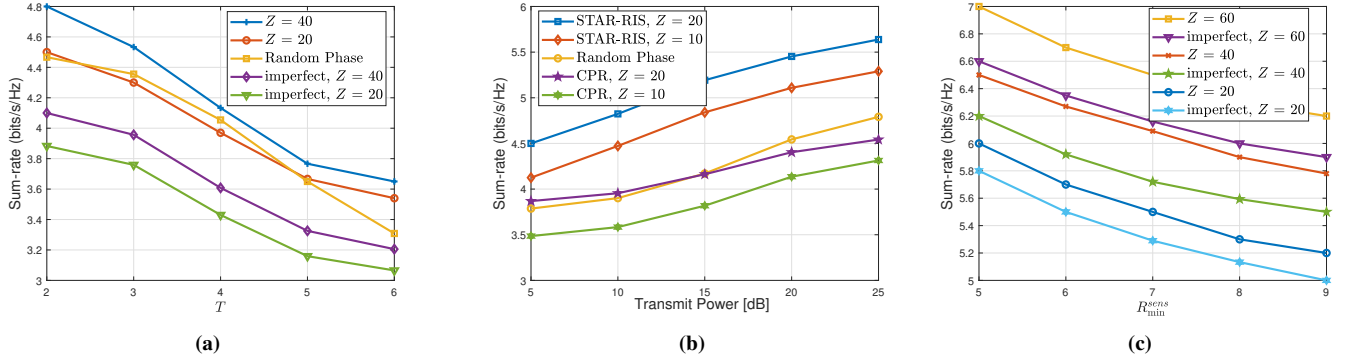 Sum-rate (bits/s/Hz)
4.8
4.6
4.4
4.2
4
3.8
3.6
3.4
3.2
3
2
3
4
5
6
T
Z = 40
Z = 20
Random Phase
imperfect, Z = 40
imperfect, Z = 20
(a)
Sum-rate (bits/s/Hz)
6
5.5
5
4.5
4
3.5
3
5
10
15
20
25
Transmit Power [dB]
STAR-RIS, Z = 20
STAR-RIS, Z = 10
Random Phase
CPR, Z = 20
CPR, Z = 10
(b)
Sum-rate (bits/s/Hz)
7
6.8
6.6
6.4
6.2
6
5.8
5.6
5.4
5.2
5
5
6
7
8
9
R_min^sens
Z = 60
imperfect, Z = 60
Z = 40
imperfect, Z = 40
Z = 20
imperfect, Z = 20
(c)